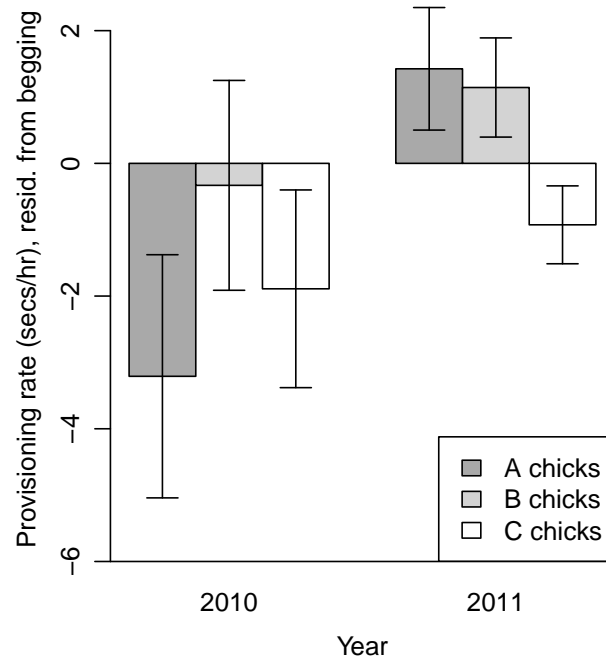 Provisioning rate (secs/hr), resid. from begging
2
0
−2
−4
−6
A chicks
B chicks
C chicks
2010 2011
Year